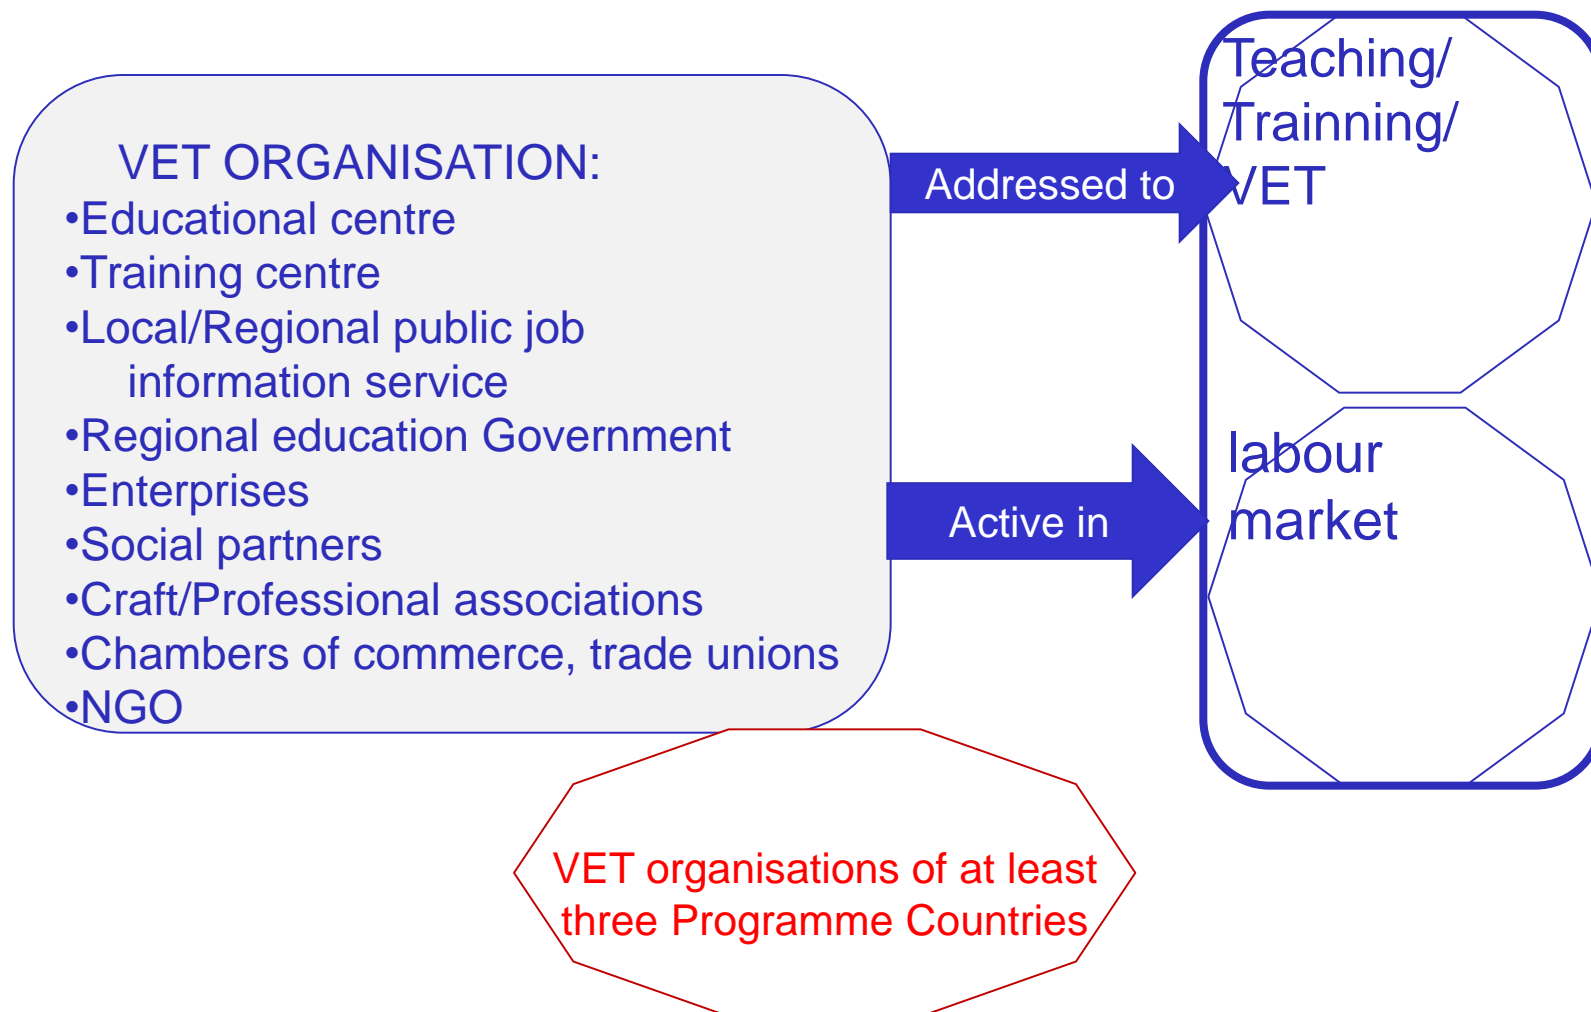 VET ORGANISATION:
•Educational centre
•Training centre
•Local/Regional public job
information service
•Regional education Government
•Enterprises
•Social partners
•Craft/Professional associations
•Chambers of commerce, trade unions
•NGO
Addressed to
Active in
Teaching/
Trainning/
VET
labour
market
VET organisations of at least
three Programme Countries